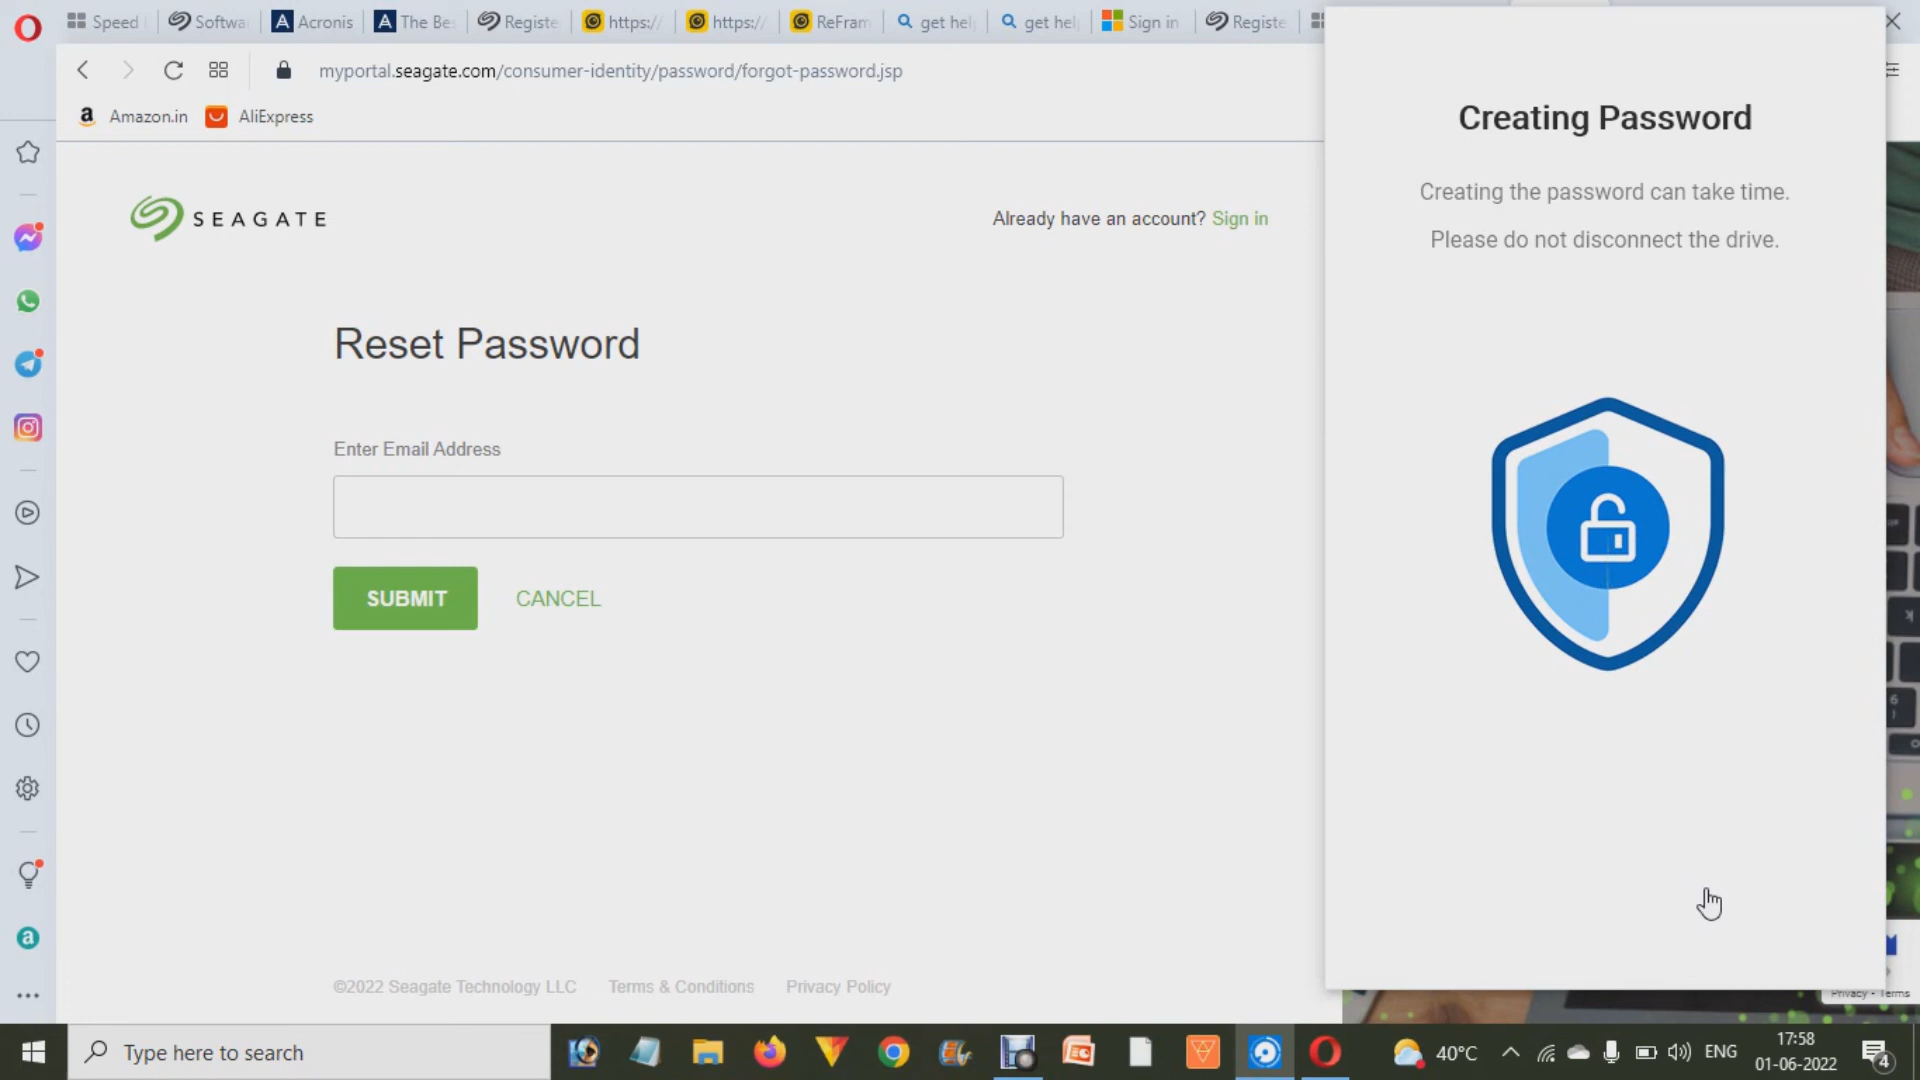 Speed
Softwa
Acronis
The Be
Registe
https://
https://
ReFram
get hel
get hel
Sign in
Registe
myportal.seagate.com/consumer-identity/password/forgot-password.jsp
Amazon.in
AliExpress
SEAGATE
Already have an account? Sign in
Reset Password
Enter Email Address
SUBMIT
CANCEL
©2022 Seagate Technology LLC
Terms & Conditions
Privacy Policy
Creating Password
Creating the password can take time.
Please do not disconnect the drive.
Privacy - Terms
Type here to search
40°C
ENG
17:58
01-06-2022
4